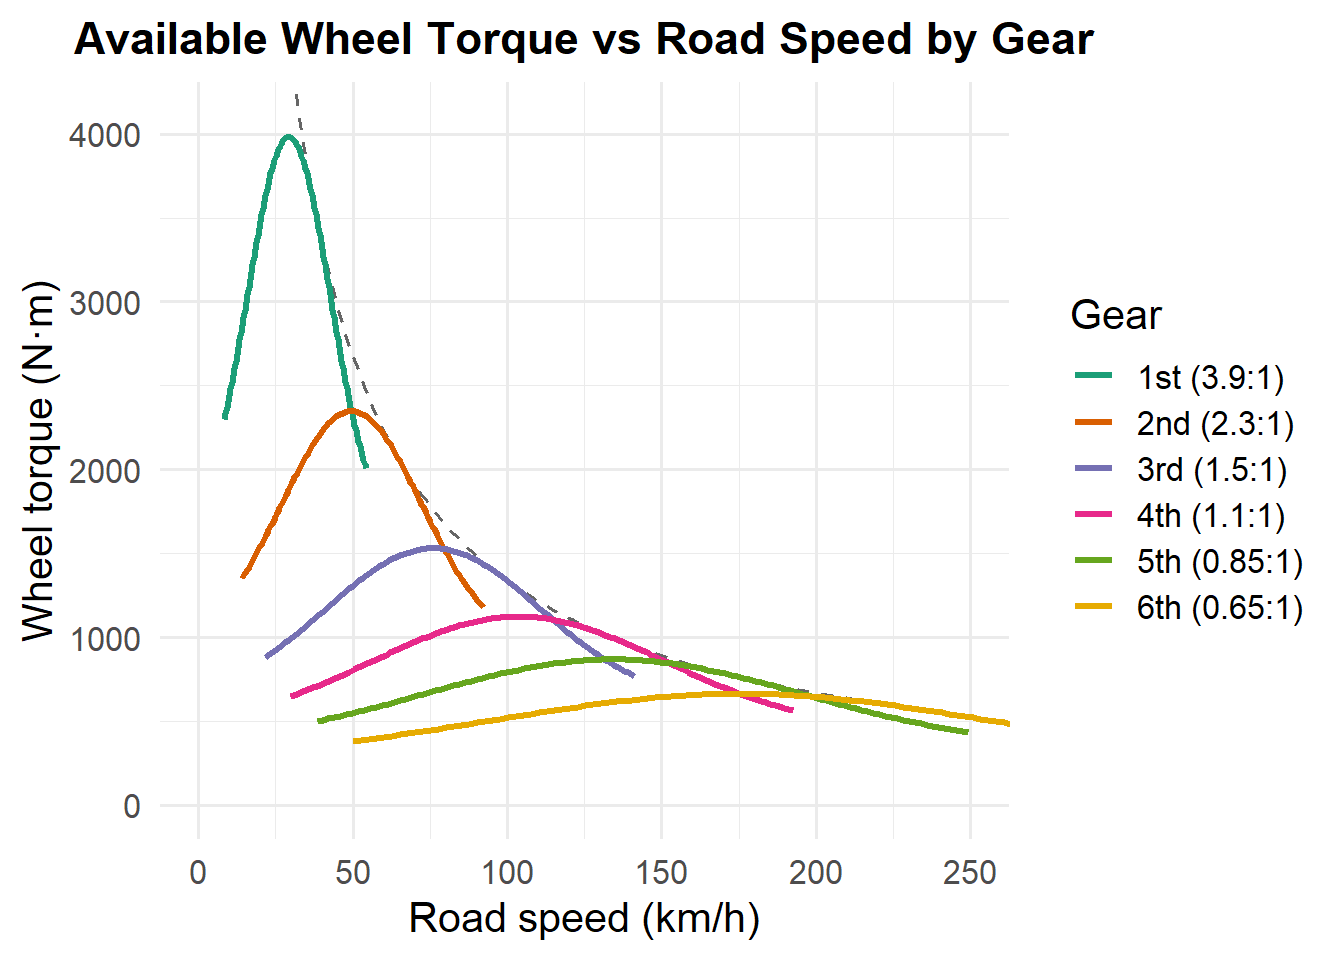 Available Wheel Torque vs Road Speed by Gear
Wheel torque (N·m)
4000
3000
2000
1000
0
0
50
100
150
200
250
Road speed (km/h)
Gear
1st (3.9:1)
2nd (2.3:1)
3rd (1.5:1)
4th (1.1:1)
5th (0.85:1)
6th (0.65:1)